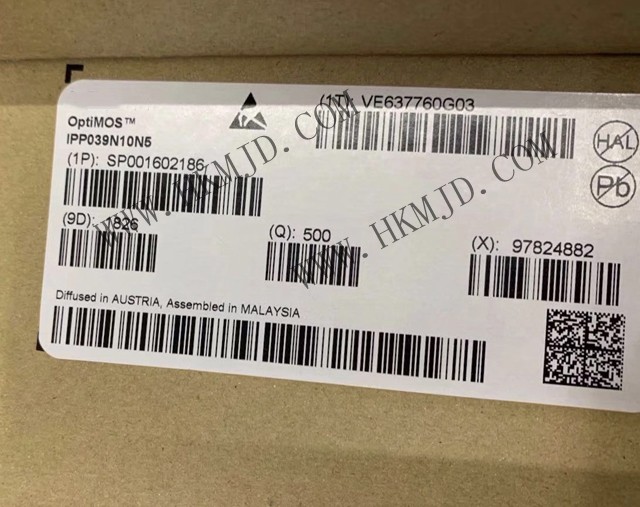 OptiMOS™
IPP039N10N5
(1P): SP001602186
(1T): VE637760G03
HAL
Pb
(9D): 1826
(Q): 500
(X): 97824882
Diffused in AUSTRIA, Assembled in MALAYSIA
WWW.HKMJD.COM
WWW.HKMJD.COM